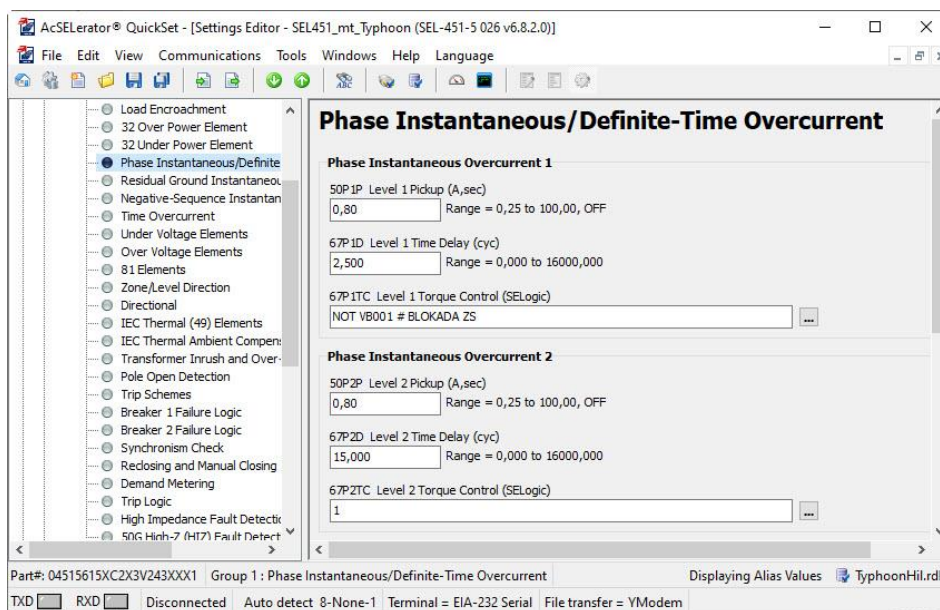 AcSELerator® QuickSet - [Settings Editor - SEL451_mt_Typhoon (SEL-451-5 026 v6.8.2.0)]
File Edit View Communications Tools Windows Help Language
Load Encroachment
32 Over Power Element
32 Under Power Element
Phase Instantaneous/Definite
Residual Ground Instantaneou
Negative-Sequence Instantan
Time Overcurrent
Under Voltage Elements
Over Voltage Elements
81 Elements
Zone/Level Direction
Directional
IEC Thermal (49) Elements
IEC Thermal Ambient Compens
Transformer Inrush and Over-
Pole Open Detection
Trip Schemes
Breaker 1 Failure Logic
Breaker 2 Failure Logic
Synchronism Check
Reclosing and Manual Closing
Demand Metering
Trip Logic
High Impedance Fault Detectic
50G High-Z (HIZ) Fault Detect
Phase Instantaneous/Definite-Time Overcurrent
Phase Instantaneous Overcurrent 1
50P1P Level 1 Pickup (A,sec)
0,80 Range = 0,25 to 100,00, OFF
67P1D Level 1 Time Delay (cyc)
2,500 Range = 0,000 to 16000,000
67P1TC Level 1 Torque Control (SELogic)
NOT VB001 # BLOKADA ZS ...
Phase Instantaneous Overcurrent 2
50P2P Level 2 Pickup (A,sec)
0,80 Range = 0,25 to 100,00, OFF
67P2D Level 2 Time Delay (cyc)
15,000 Range = 0,000 to 16000,000
67P2TC Level 2 Torque Control (SELogic)
1 ...
Part#: 04515615XC2X3V243XXX1 Group 1 : Phase Instantaneous/Definite-Time Overcurrent Displaying Alias Values TyphoonHil.rd
TXD RXD Disconnected Auto detect 8-None-1 Terminal = EIA-232 Serial File transfer = YModem